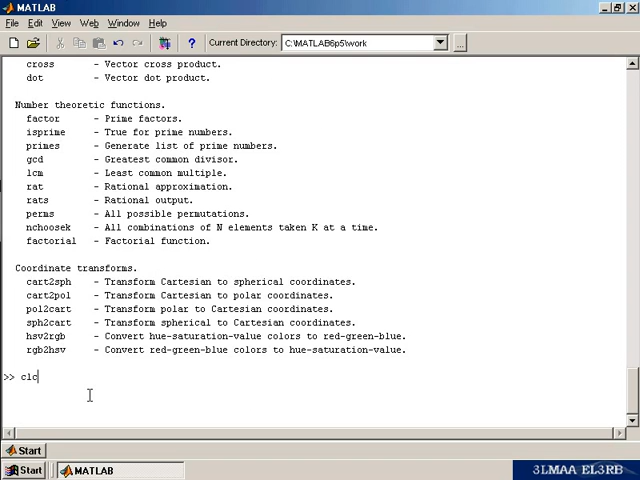 MATLAB
File Edit View Web Window Help
? Current Directory: C:\MATLAB6p5\work ...
cross - Vector cross product.
dot - Vector dot product.
Number theoretic functions.
factor - Prime factors.
isprime - True for prime numbers.
primes - Generate list of prime numbers.
gcd - Greatest common divisor.
lcm - Least common multiple.
rat - Rational approximation.
rats - Rational output.
perms - All possible permutations.
nchoosek - All combinations of N elements taken K at a time.
factorial - Factorial function.
Coordinate transforms.
cart2sph - Transform Cartesian to spherical coordinates.
cart2pol - Transform Cartesian to polar coordinates.
pol2cart - Transform polar to Cartesian coordinates.
sph2cart - Transform spherical to Cartesian coordinates.
hsv2rgb - Convert hue-saturation-value colors to red-green-blue.
rgb2hsv - Convert red-green-blue colors to hue-saturation-value.
>> clc
Start
Start MATLAB 3LMAA EL3RB